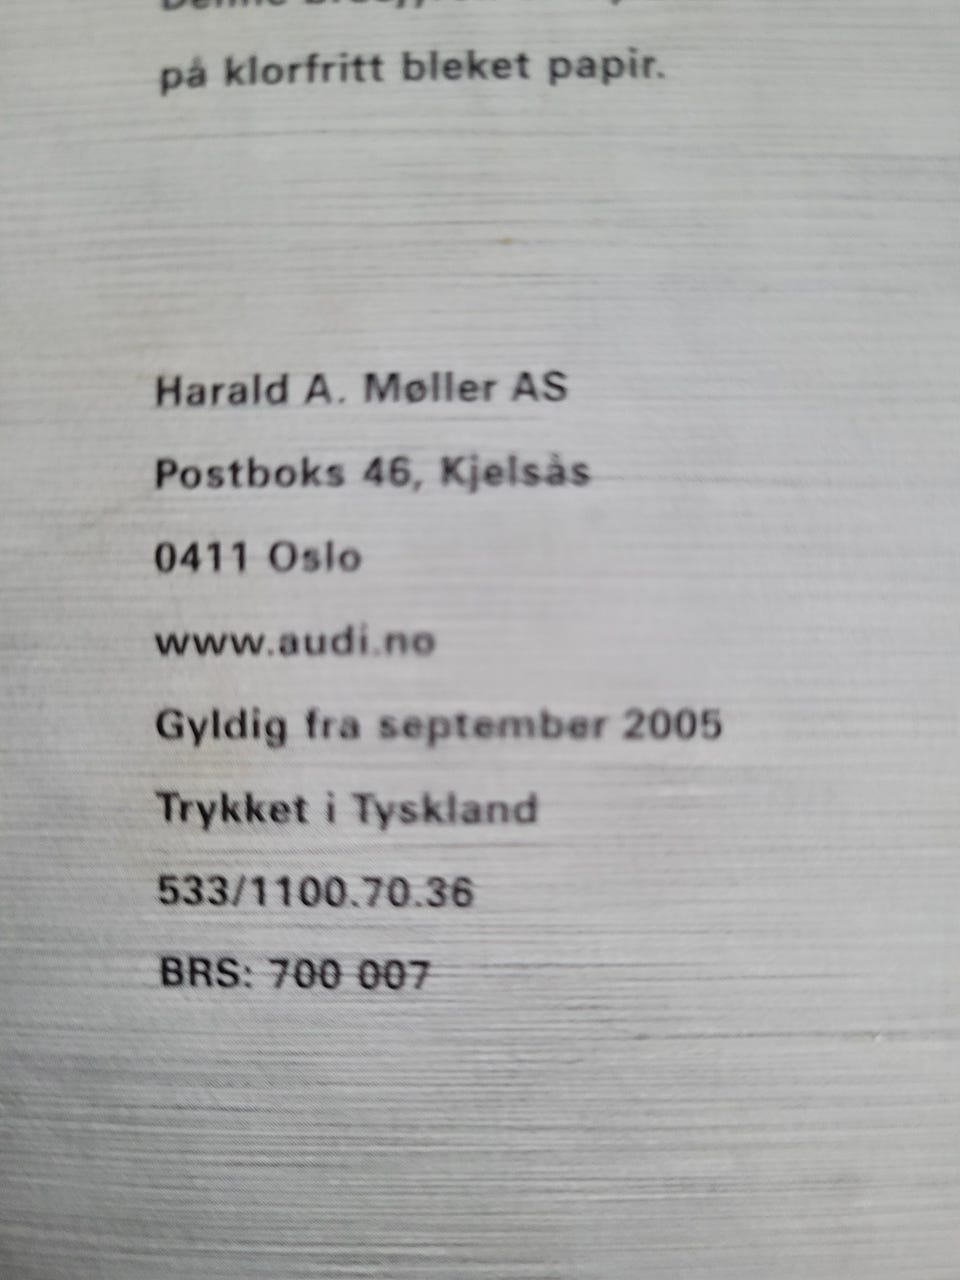 Denne
på klorfritt bleket papir.
Harald A. Møller AS
Postboks 46, Kjelsås
0411 Oslo
www.audi.no
Gyldig fra september 2005
Trykket i Tyskland
533/1100.70.36
BRS: 700 007